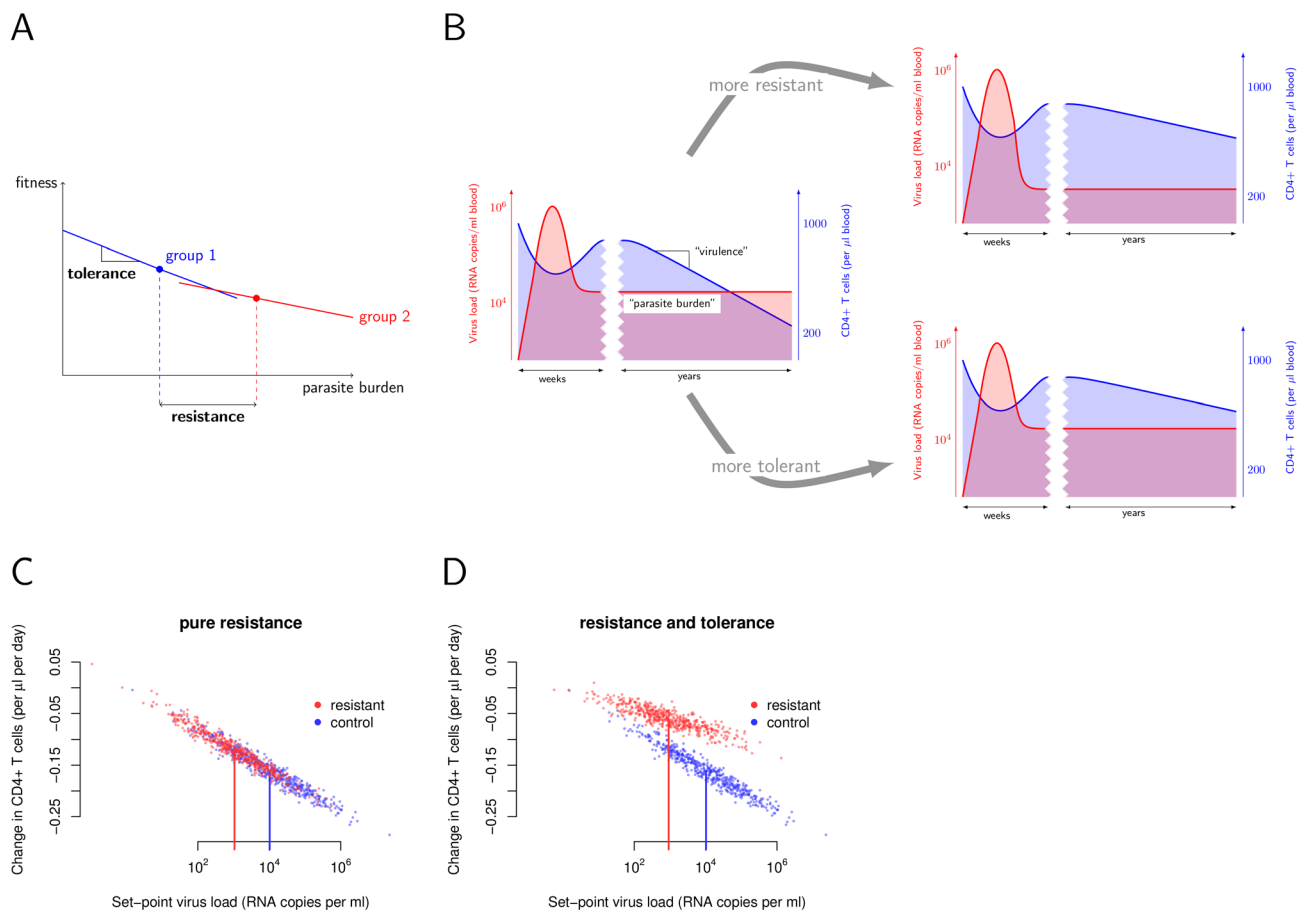 A
fitness
group 1
tolerance
group 2
parasite burden
resistance
B
more resistant
more tolerant
Virus load (RNA copies/ml blood)
10^6
10^4
"virulence"
"parasite burden"
1000
200
CD4+ T cells (per µl blood)
weeks
years
Virus load (RNA copies/ml blood)
10^6
10^4
1000
200
CD4+ T cells (per µl blood)
weeks
years
Virus load (RNA copies/ml blood)
10^6
10^4
1000
200
CD4+ T cells (per µl blood)
weeks
years
C
pure resistance
Change in CD4+ T cells (per µl per day)
0.05
−0.05
−0.15
−0.25
resistant
control
10^2
10^4
10^6
Set−point virus load (RNA copies per ml)
D
resistance and tolerance
Change in CD4+ T cells (per µl per day)
0.05
−0.05
−0.15
−0.25
resistant
control
10^2
10^4
10^6
Set−point virus load (RNA copies per ml)